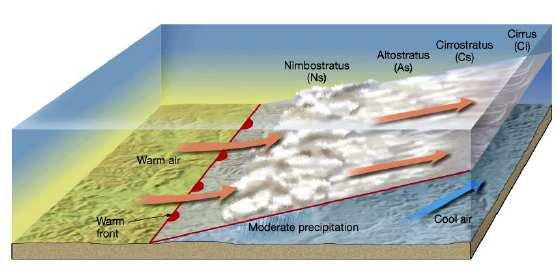 Cirrus
(Ci)
Cirrostratus
(Cs)
Altostratus
(As)
Nimbostratus
(Ns)
Warm air
Warm
front
Moderate precipitation
Cool air